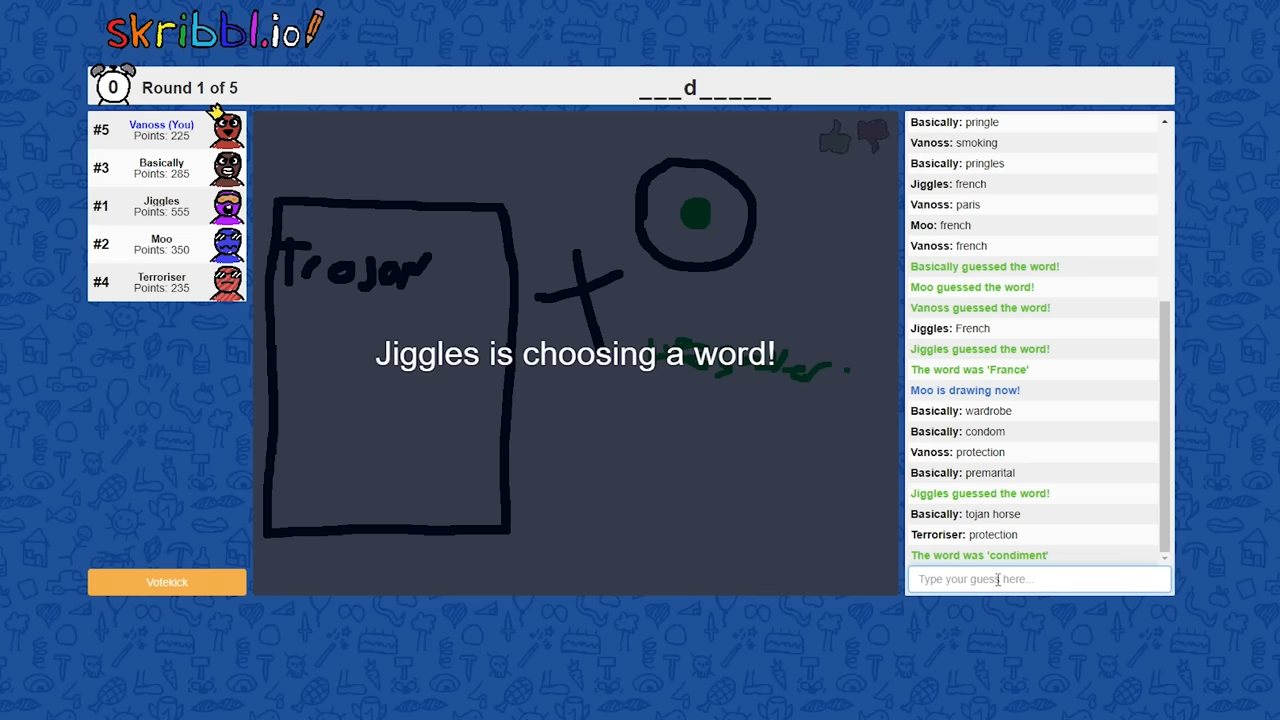 skribbl.io
0
Round 1 of 5
___d_____
#5
Vanoss (You)
Points: 225
#3
Basically
Points: 285
#1
Jiggles
Points: 555
#2
Moo
Points: 350
#4
Terroriser
Points: 235
Votekick
Trojan
+
Jiggles is choosing a word!
Basically: pringle
Vanoss: smoking
Basically: pringles
Jiggles: french
Vanoss: paris
Moo: french
Vanoss: french
Basically guessed the word!
Moo guessed the word!
Vanoss guessed the word!
Jiggles: French
Jiggles guessed the word!
The word was 'France'
Moo is drawing now!
Basically: wardrobe
Basically: condom
Vanoss: protection
Basically: premarital
Jiggles guessed the word!
Basically: tojan horse
Terroriser: protection
The word was 'condiment'
Type your guess here...